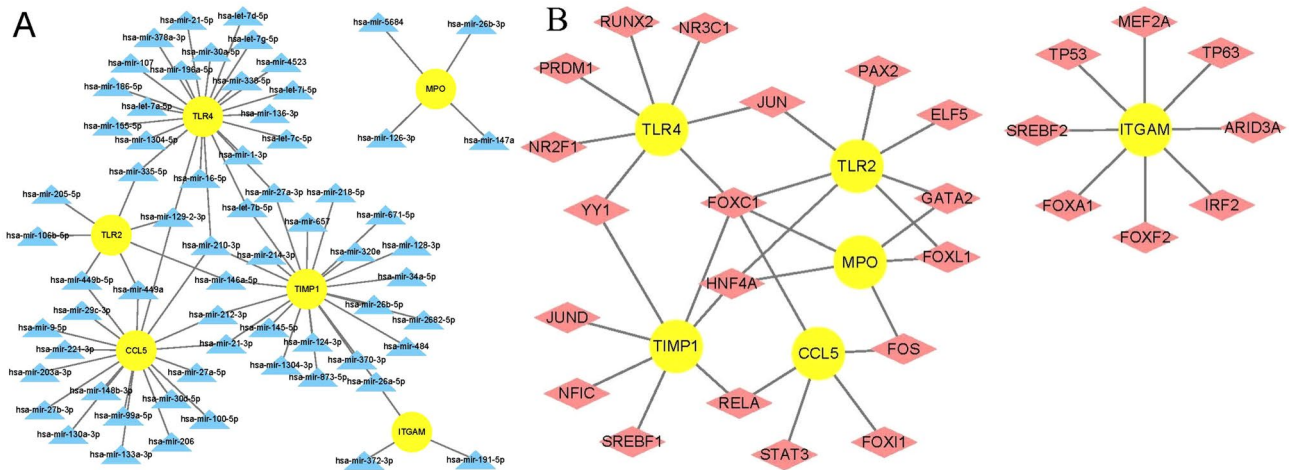 A
hsa-mir-21-5p
hsa-let-7d-5p
hsa-mir-378a-3p
hsa-let-7g-5p
hsa-mir-30a-5p
hsa-mir-107
hsa-mir-196a-5p
hsa-mir-4523
hsa-mir-338-5p
hsa-mir-186-5p
hsa-let-7i-5p
hsa-let-7a-5p
hsa-mir-136-3p
TLR4
hsa-mir-155-5p
hsa-mir-1304-5p
hsa-let-7c-5p
hsa-mir-1-3p
hsa-mir-335-5p
hsa-mir-16-5p
hsa-mir-5684
hsa-mir-26b-3p
MPO
hsa-mir-126-3p
hsa-mir-147a
hsa-mir-205-5p
hsa-mir-27a-3p
hsa-mir-218-5p
hsa-let-7b-5p
hsa-mir-129-2-3p
hsa-mir-657
hsa-mir-671-5p
TLR2
hsa-mir-106b-5p
hsa-mir-210-3p
hsa-mir-214-3p
hsa-mir-320e
hsa-mir-128-3p
hsa-mir-34a-5p
hsa-mir-449b-5p
hsa-mir-449a
hsa-mir-146a-5p
TIMP1
hsa-mir-26b-5p
hsa-mir-29c-3p
hsa-mir-212-3p
hsa-mir-2682-5p
hsa-mir-9-5p
hsa-mir-145-5p
hsa-mir-221-3p
CCL5
hsa-mir-21-3p
hsa-mir-124-3p
hsa-mir-484
hsa-mir-203a-3p
hsa-mir-27a-5p
hsa-mir-1304-3p
hsa-mir-370-3p
hsa-mir-873-5p
hsa-mir-26a-5p
hsa-mir-148b-3p
hsa-mir-30d-5p
hsa-mir-27b-3p
hsa-mir-99a-5p
hsa-mir-100-5p
hsa-mir-130a-3p
hsa-mir-206
hsa-mir-133a-3p
ITGAM
hsa-mir-372-3p
hsa-mir-191-5p
B
RUNX2
NR3C1
PRDM1
PAX2
JUN
TLR4
ELF5
NR2F1
TLR2
YY1
FOXC1
GATA2
MPO
FOXL1
HNF4A
JUND
TIMP1
CCL5
FOS
NFIC
RELA
SREBF1
STAT3
FOXI1
MEF2A
TP53
TP63
SREBF2
ITGAM
ARID3A
FOXA1
IRF2
FOXF2